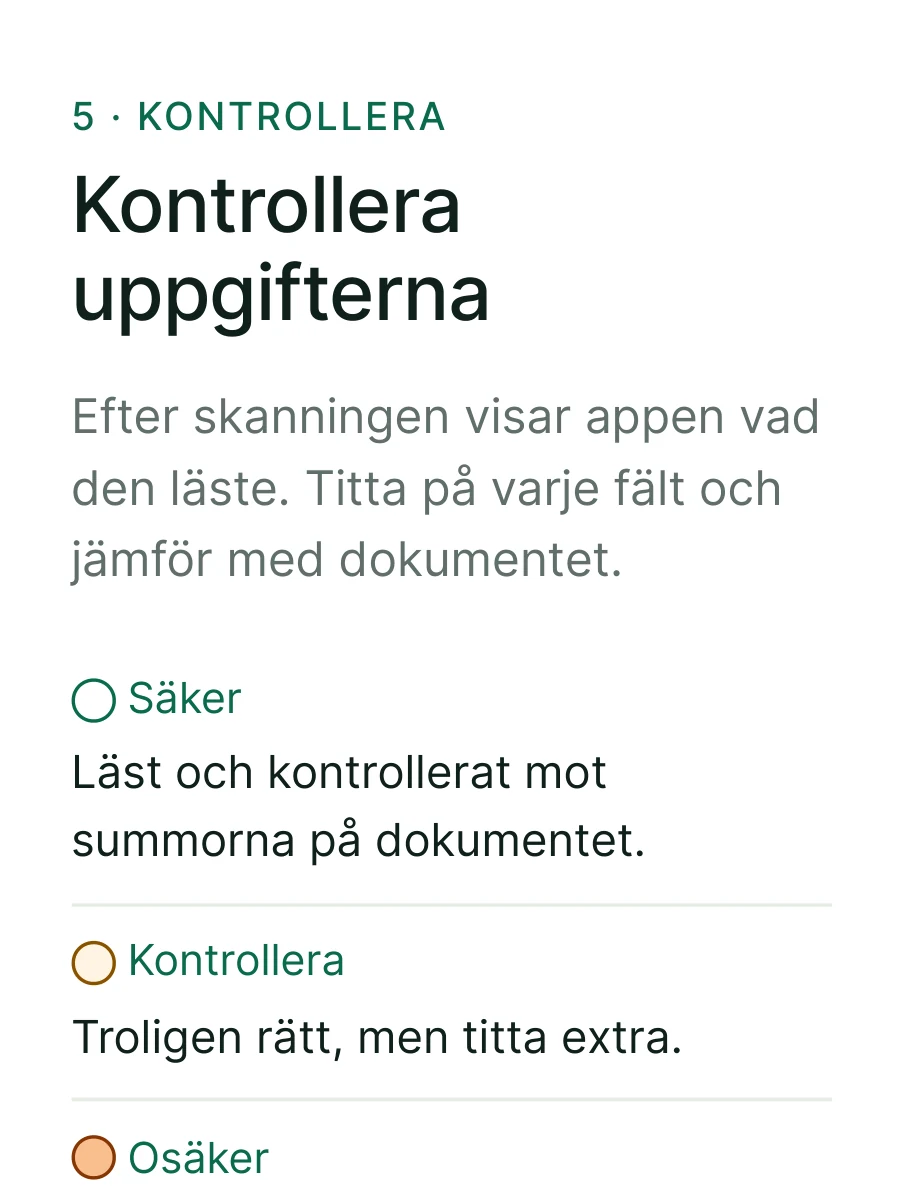 5 · KONTROLLERA
Kontrollera
uppgifterna
Efter skanningen visar appen vad
den läste. Titta på varje fält och
jämför med dokumentet.
Säker
Läst och kontrollerat mot
summorna på dokumentet.
Kontrollera
Troligen rätt, men titta extra.
Osäker